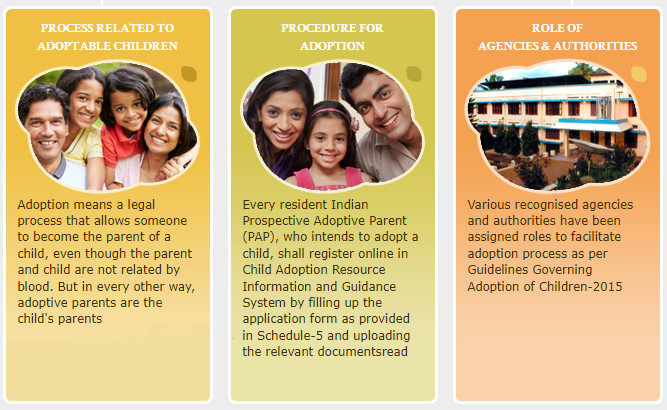 PROCESS RELATED TO
ADOPTABLE CHILDREN
Adoption means a legal
process that allows someone
to become the parent of a
child, even though the parent
and child are not related by
blood. But in every other way,
adoptive parents are the
child's parents
PROCEDURE FOR
ADOPTION
Every resident Indian
Prospective Adoptive Parent
(PAP), who intends to adopt a
child, shall register online in
Child Adoption Resource
Information and Guidance
System by filling up the
application form as provided
in Schedule-5 and uploading
the relevant documentsread
ROLE OF
AGENCIES & AUTHORITIES
Various recognised agencies
and authorities have been
assigned roles to facilitate
adoption process as per
Guidelines Governing
Adoption of Children-2015